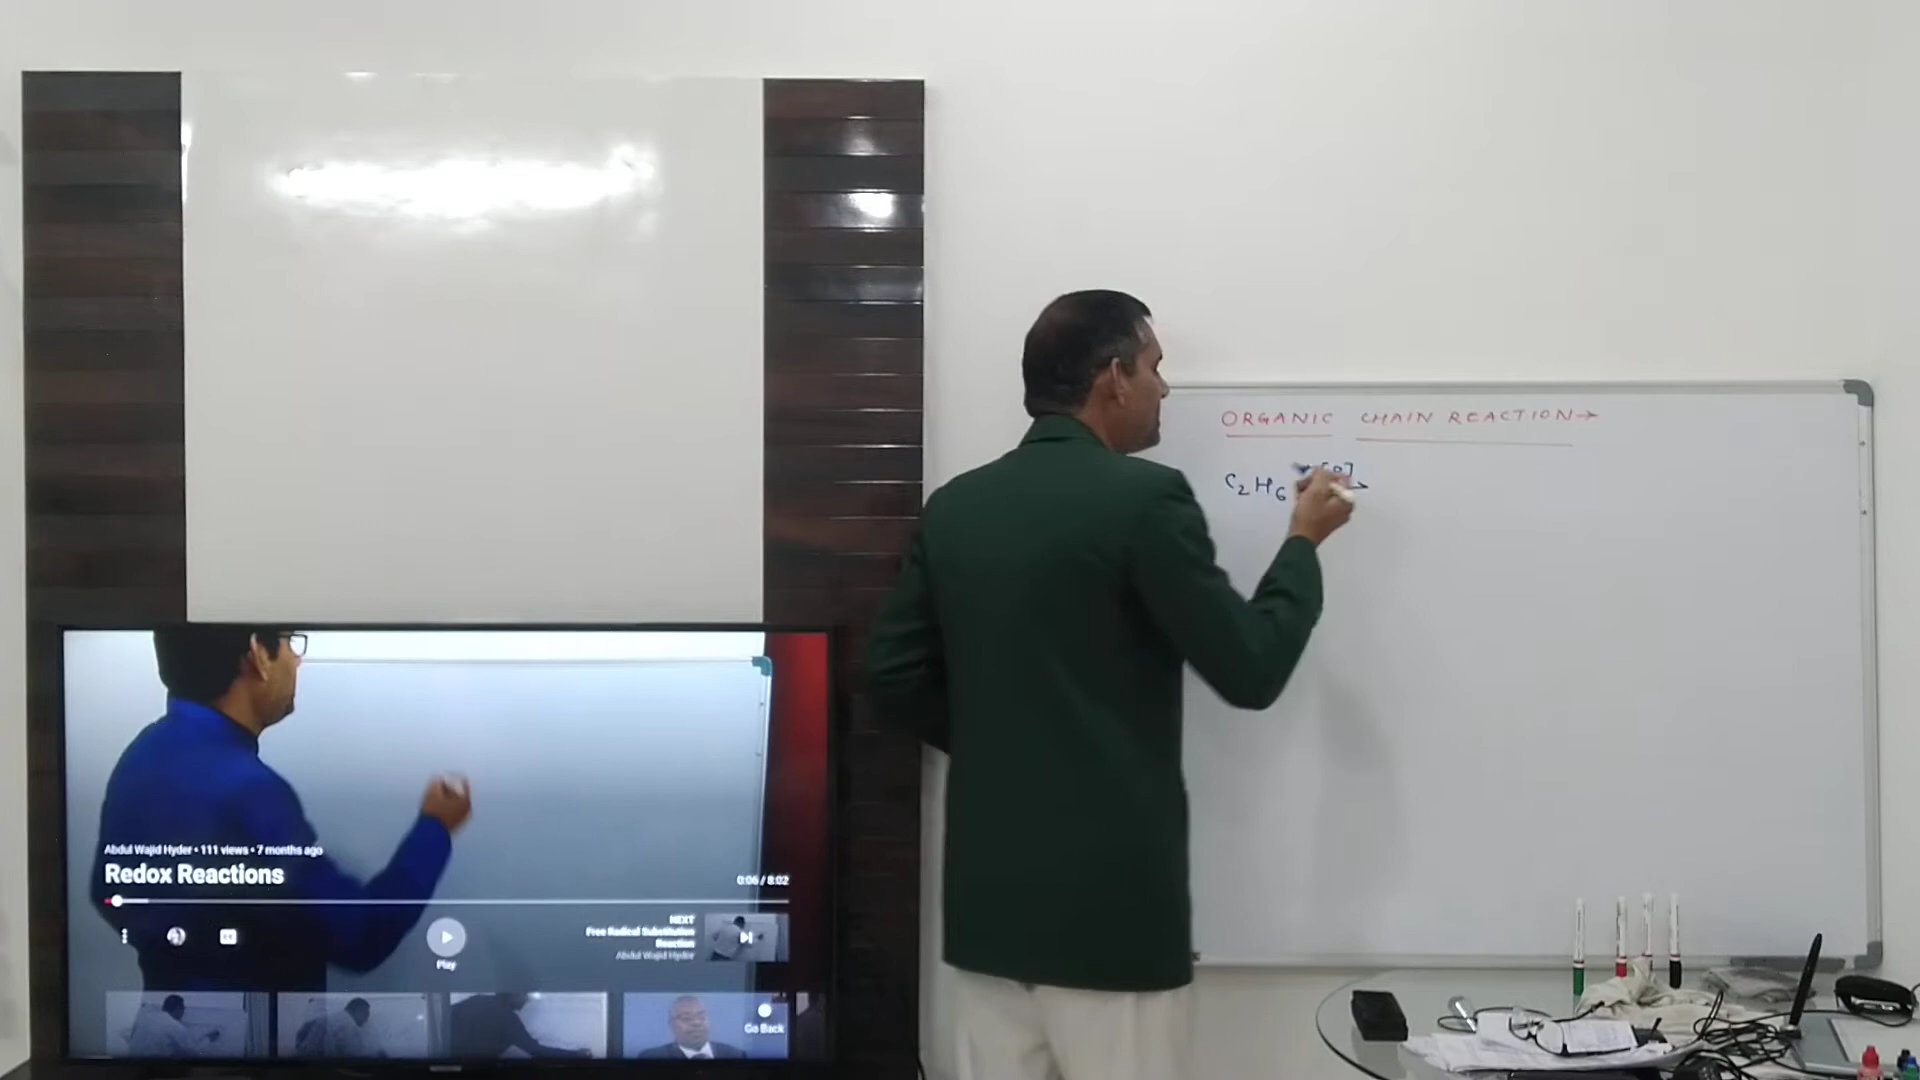 ORGANIC CHAIN REACTION→
C₂H₆ [O] →
Abdul Wajid Hyder • 111 views • 7 months ago
Redox Reactions
0:06 / 8:02
NEXT
Free Radical Substitution
Reaction
Abdul Wajid Hyder
Play
Go Back